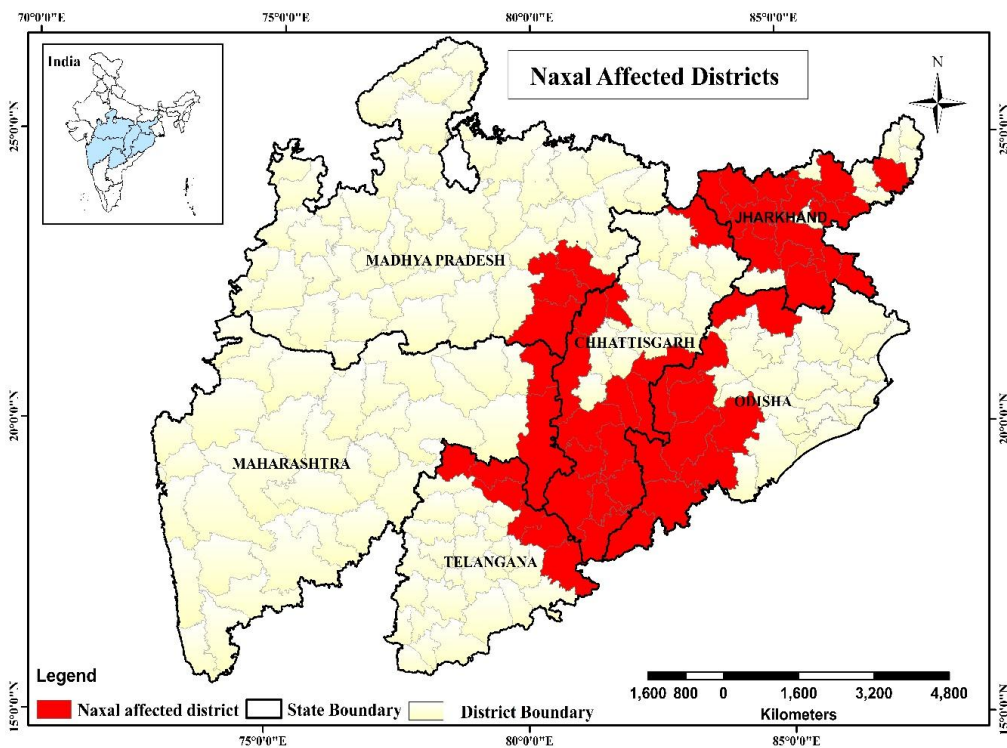 70°0'0"E 75°0'0"E 80°0'0"E 85°0'0"E
India
Naxal Affected Districts
N
25°0'0"N 25°0'0"N
JHARKHAND
MADHYA PRADESH
CHHATTISGARH
ODISHA
20°0'0"N 20°0'0"N
MAHARASHTRA
TELANGANA
Legend
Naxal affected district State Boundary District Boundary
1,600 800 0 1,600 3,200 4,800
Kilometers
15°0'0"N 15°0'0"N
75°0'0"E 80°0'0"E 85°0'0"E